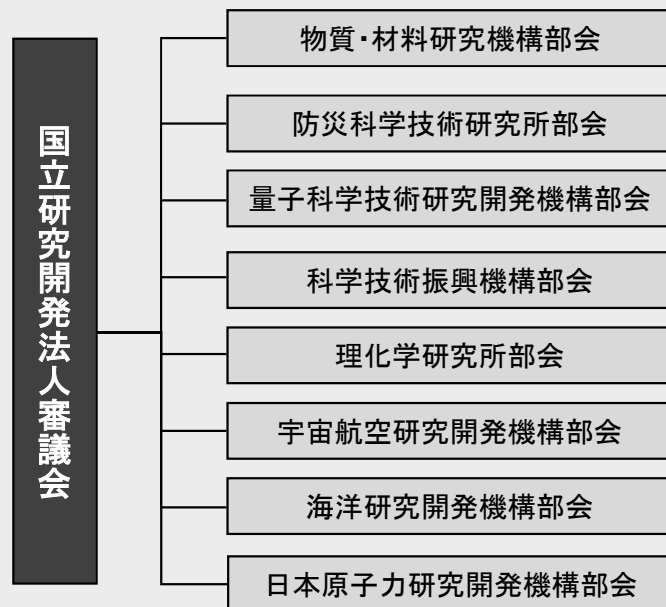 国立研究開発法人審議会
物質・材料研究機構部会
防災科学技術研究所部会
量子科学技術研究開発機構部会
科学技術振興機構部会
理化学研究所部会
宇宙航空研究開発機構部会
海洋研究開発機構部会
日本原子力研究開発機構部会